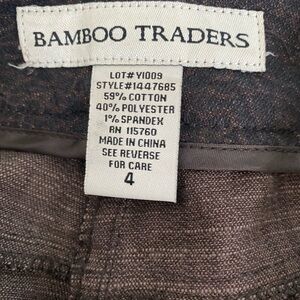 BAMBOO TRADERS
LOT#Y1009
STYLE#1447685
59% COTTON
40% POLYESTER
1% SPANDEX
RN 115760
MADE IN CHINA
SEE REVERSE
FOR CARE
4